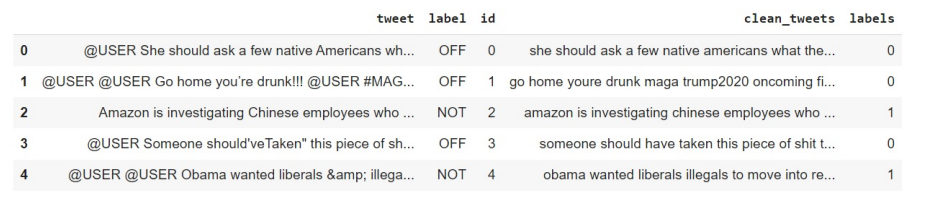 tweet label id clean_tweets labels
0 @USER She should ask a few native Americans wh... OFF 0 she should ask a few native americans what the... 0
1 @USER @USER Go home you’re drunk!!! @USER #MAG... OFF 1 go home youre drunk maga trump2020 oncoming fi... 0
2 Amazon is investigating Chinese employees who ... NOT 2 amazon is investigating chinese employees who ... 1
3 @USER Someone should'veTaken" this piece of sh... OFF 3 someone should have taken this piece of shit t... 0
4 @USER @USER Obama wanted liberals &amp; illega... NOT 4 obama wanted liberals illegals to move into re... 1